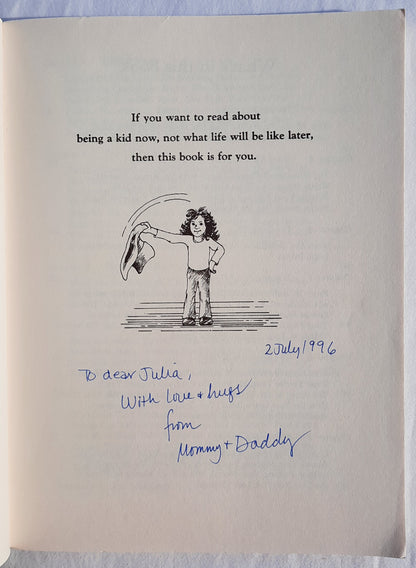 If you want to read about
being a kid now, not what life will be like later,
then this book is for you.
2 July 1996
To dear Julia,
With love + hugs
from
Mommy + Daddy